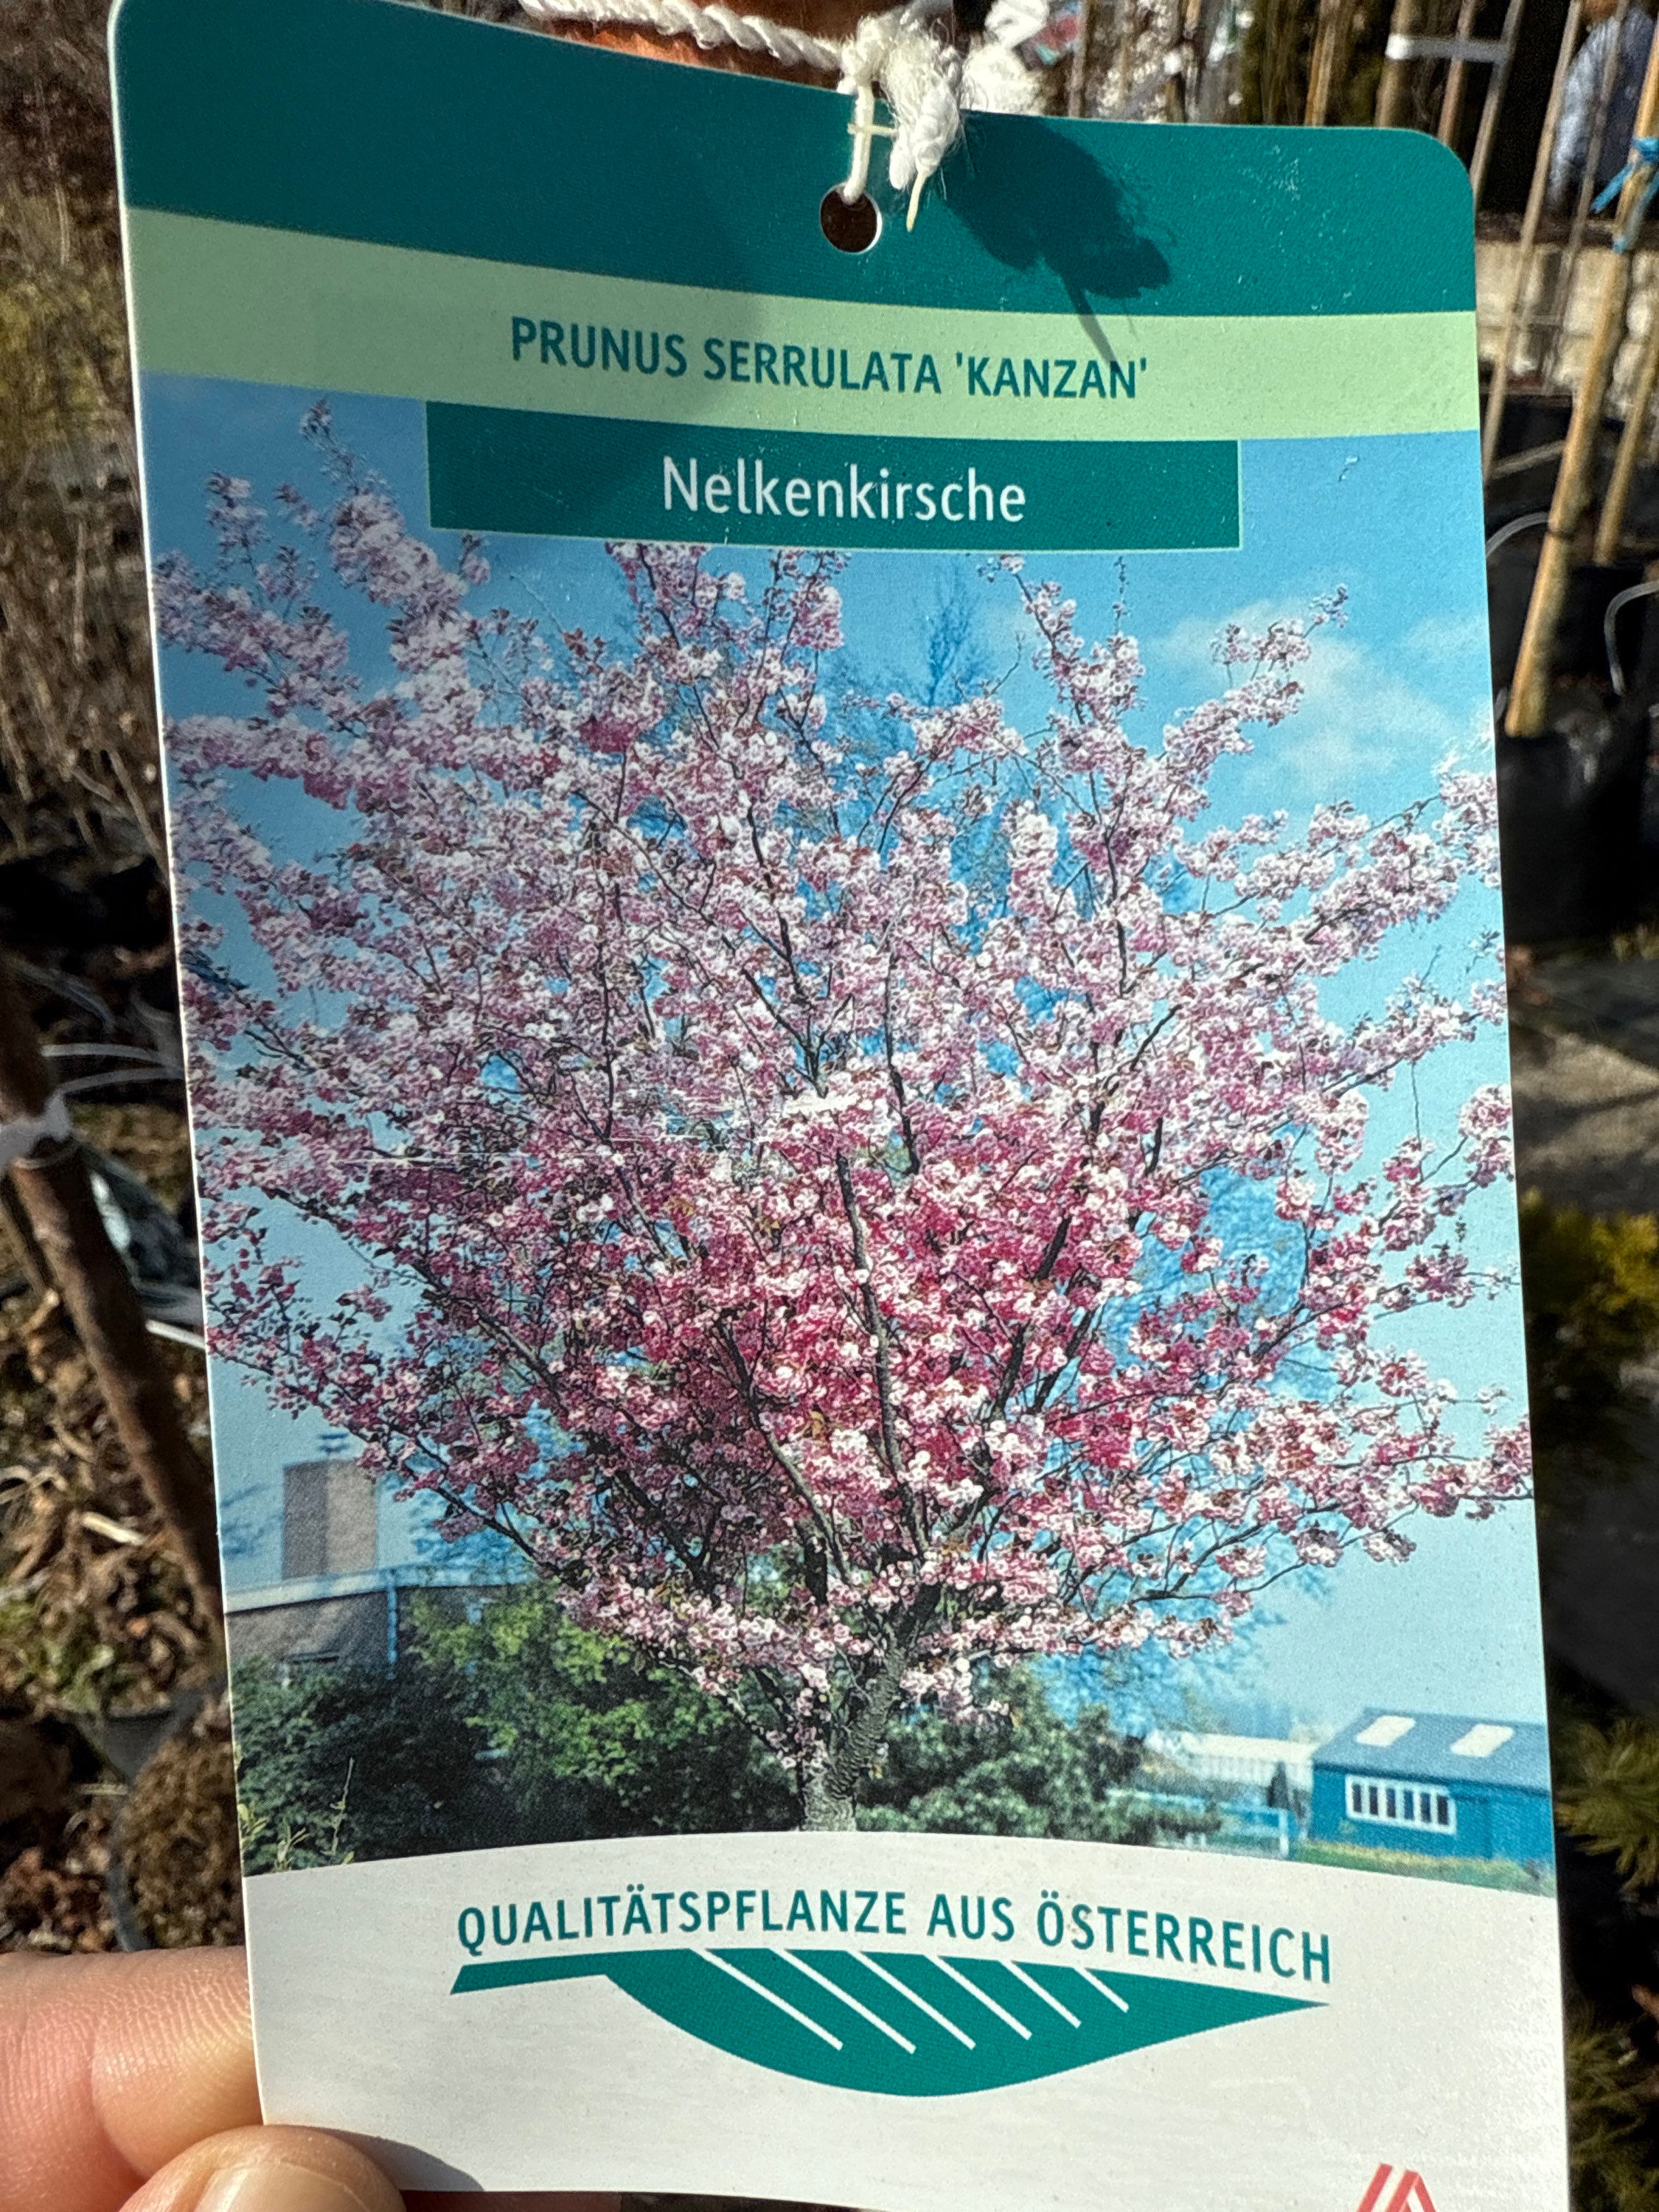 PRUNUS SERRULATA 'KANZAN'
Nelkenkirsche
QUALITÄTSPFLANZE AUS ÖSTERREICH